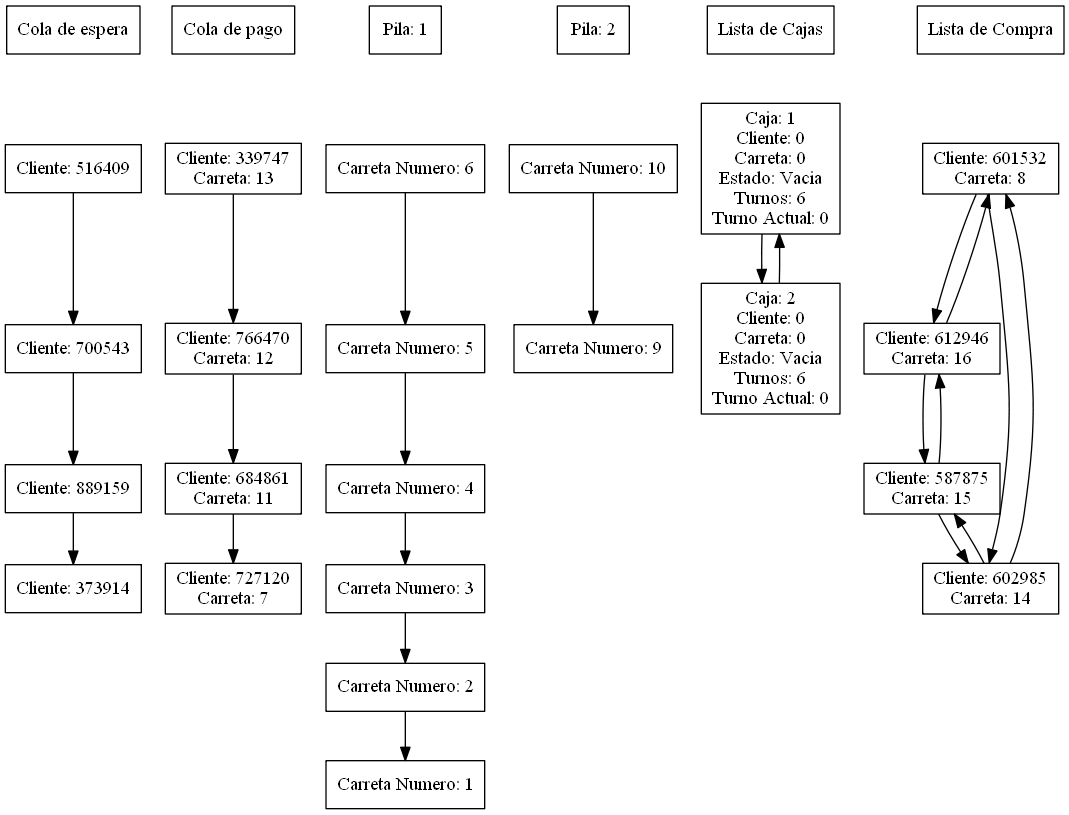 Cola de espera
Cola de pago
Pila: 1
Pila: 2
Lista de Cajas
Lista de Compra
Cliente: 516409
Cliente: 700543
Cliente: 889159
Cliente: 373914
Cliente: 339747
Carreta: 13
Cliente: 766470
Carreta: 12
Cliente: 684861
Carreta: 11
Cliente: 727120
Carreta: 7
Carreta Numero: 6
Carreta Numero: 5
Carreta Numero: 4
Carreta Numero: 3
Carreta Numero: 2
Carreta Numero: 1
Carreta Numero: 10
Carreta Numero: 9
Caja: 1
Cliente: 0
Carreta: 0
Estado: Vacia
Turnos: 6
Turno Actual: 0
Caja: 2
Cliente: 0
Carreta: 0
Estado: Vacia
Turnos: 6
Turno Actual: 0
Cliente: 601532
Carreta: 8
Cliente: 612946
Carreta: 16
Cliente: 587875
Carreta: 15
Cliente: 602985
Carreta: 14